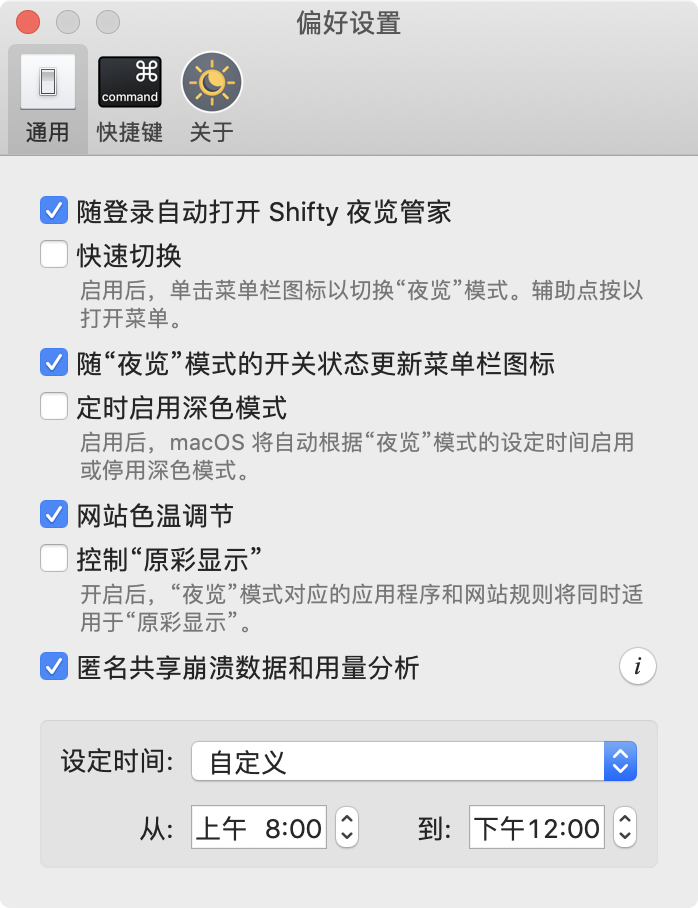 偏好设置
⌘
command
通用
快捷键
关于
随登录自动打开 Shifty 夜览管家
快速切换
启用后，单击菜单栏图标以切换“夜览”模式。辅助点按以
打开菜单。
随“夜览”模式的开关状态更新菜单栏图标
定时启用深色模式
启用后，macOS 将自动根据“夜览”模式的设定时间启用
或停用深色模式。
网站色温调节
控制“原彩显示”
开启后，“夜览”模式对应的应用程序和网站规则将同时适
用于“原彩显示”。
匿名共享崩溃数据和用量分析
i
设定时间: 自定义
从: 上午 8:00 到: 下午12:00